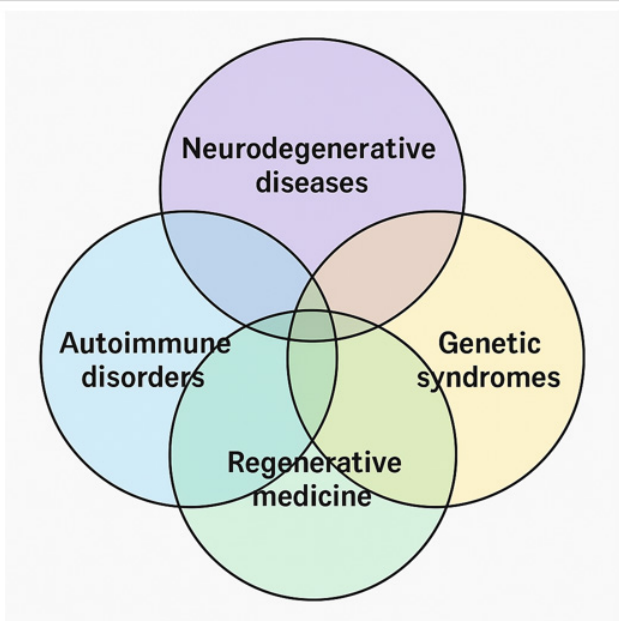 Neurodegenerative
diseases
Autoimmune
disorders
Genetic
syndromes
Regenerative
medicine